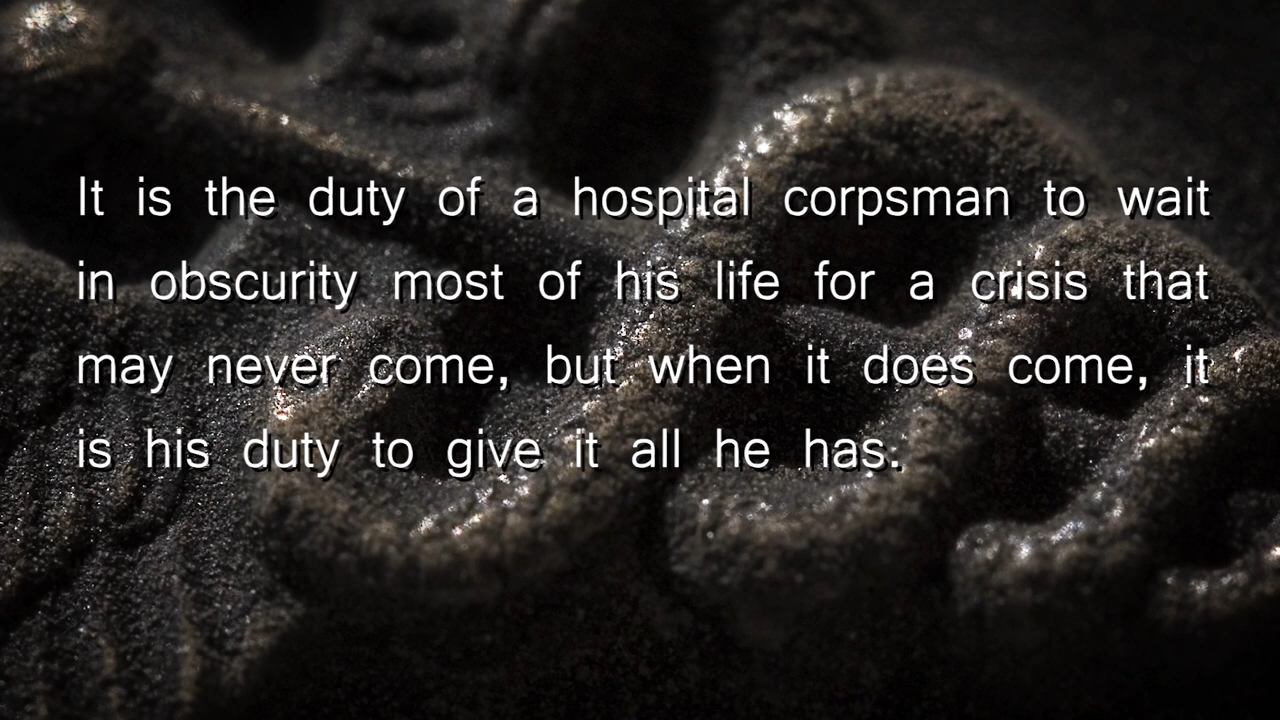 It is the duty of a hospital corpsman to wait
in obscurity most of his life for a crisis that
may never come, but when it does come, it
is his duty to give it all he has.